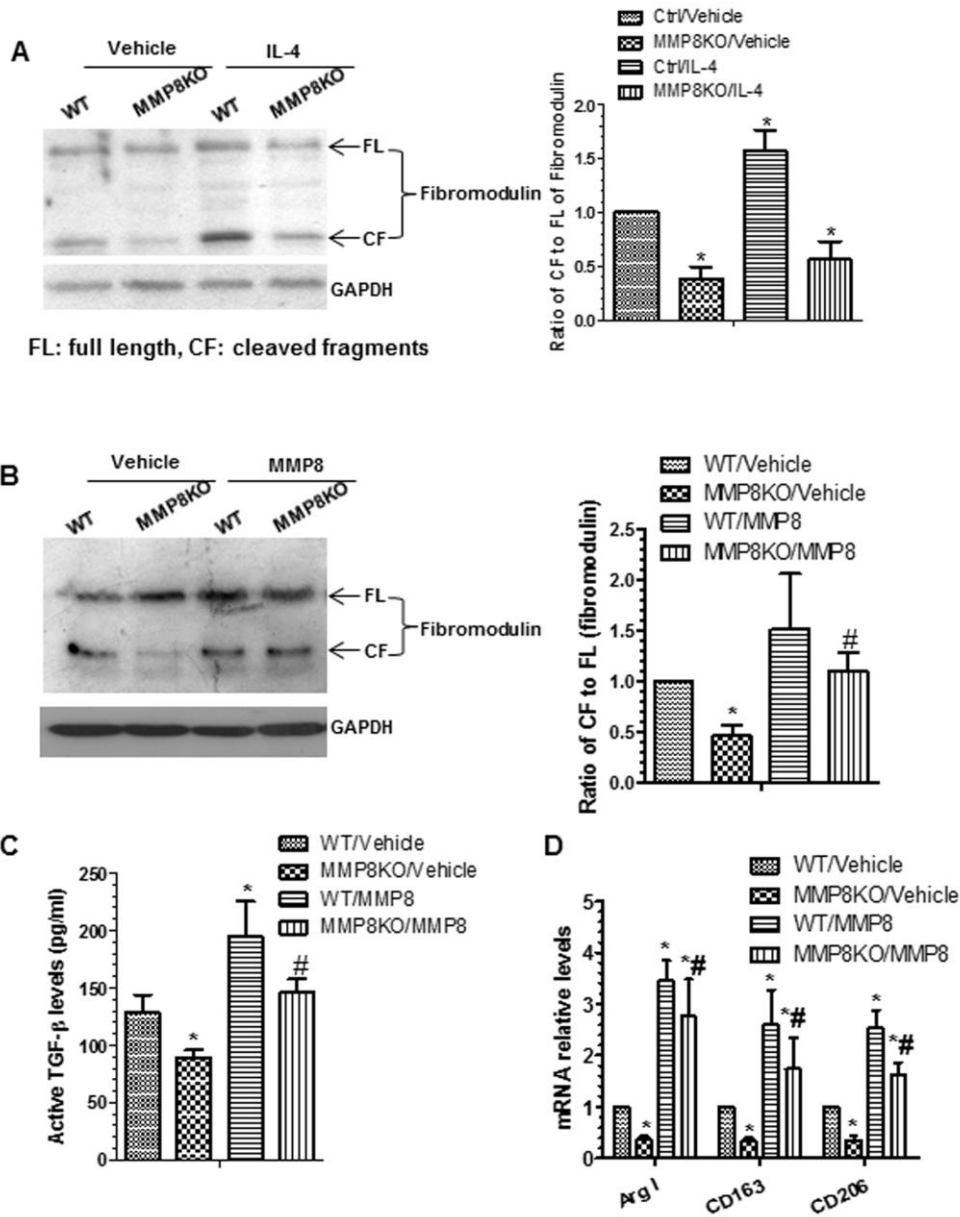 A
Vehicle IL-4
WT MMP8KO WT MMP8KO
FL
Fibromodulin
CF
GAPDH
FL: full length, CF: cleaved fragments
Ctrl/Vehicle
MMP8KO/Vehicle
Ctrl/IL-4
MMP8KO/IL-4
Ratio of CF to FL of Fibromodulin
2.0
1.5
1.0
0.5
0.0
* * *
B
Vehicle MMP8
WT MMP8KO WT MMP8KO
FL
Fibromodulin
CF
GAPDH
WT/Vehicle
MMP8KO/Vehicle
WT/MMP8
MMP8KO/MMP8
Ratio of CF to FL (fibromodulin)
2.5
2.0
1.5
1.0
0.5
0.0
* #
C
WT/Vehicle
MMP8KO/Vehicle
WT/MMP8
MMP8KO/MMP8
Active TGF-β levels (pg/ml)
250
200
150
100
50
0
* * #
D
WT/Vehicle
MMP8KO/Vehicle
WT/MMP8
MMP8KO/MMP8
mRNA relative levels
5
4
3
2
1
0
* * *# * * *# * * *#
Arg I CD163 CD206